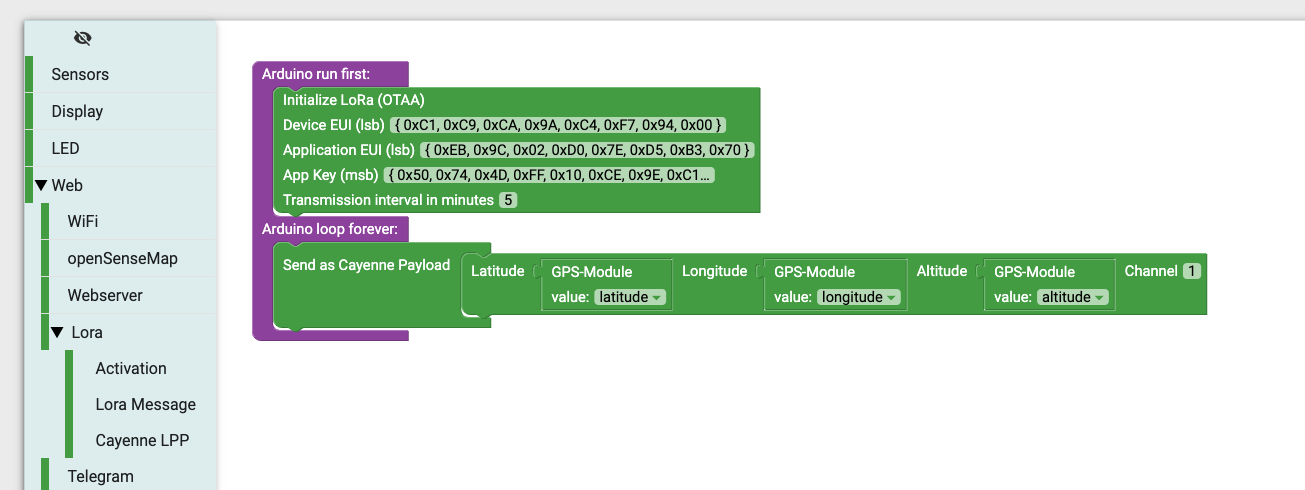 Sensors
Display
LED
Web
WiFi
openSenseMap
Webserver
Lora
Activation
Lora Message
Cayenne LPP
Telegram
Arduino run first:
Initialize LoRa (OTAA)
Device EUI (lsb) { 0xC1, 0xC9, 0xCA, 0x9A, 0xC4, 0xF7, 0x94, 0x00 }
Application EUI (lsb) { 0xEB, 0x9C, 0x02, 0xD0, 0x7E, 0xD5, 0xB3, 0x70 }
App Key (msb) { 0x50, 0x74, 0x4D, 0xFF, 0x10, 0xCE, 0x9E, 0xC1...
Transmission interval in minutes 5
Arduino loop forever:
Send as Cayenne Payload Latitude GPS-Module Longitude GPS-Module Altitude GPS-Module Channel 1
value: latitude value: longitude value: altitude